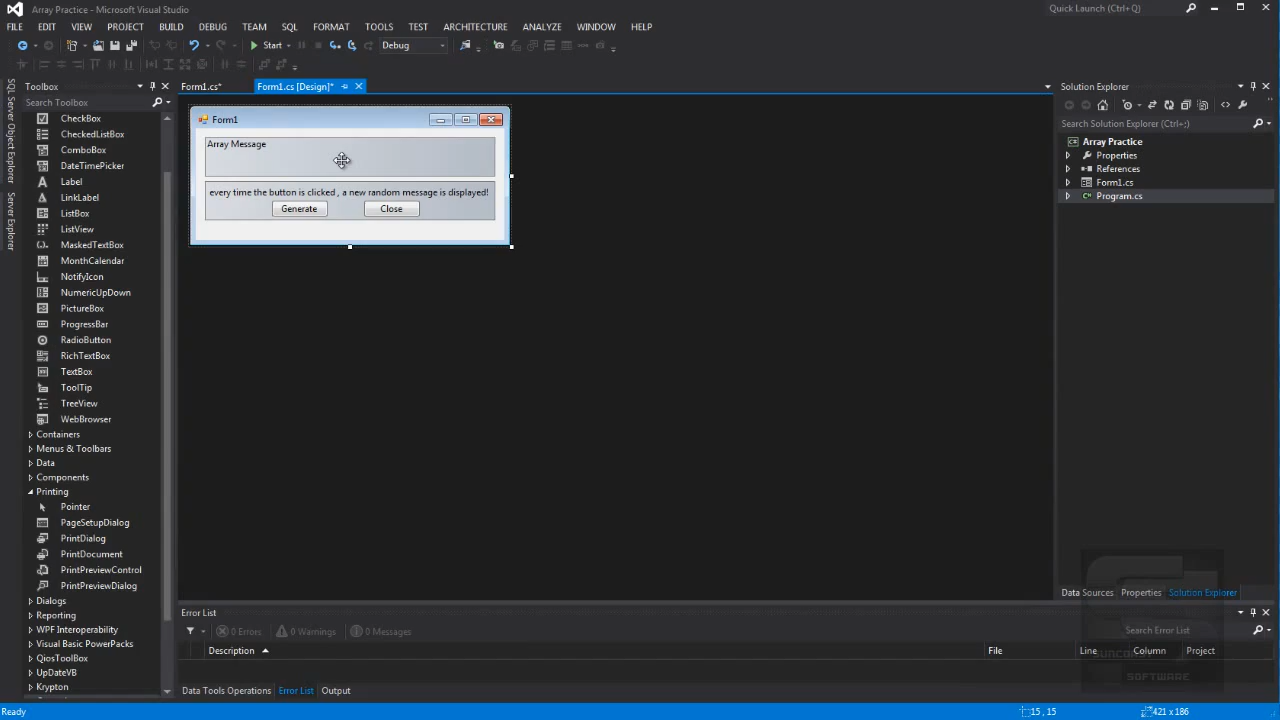 Array Practice - Microsoft Visual Studio
Quick Launch (Ctrl+Q)
FILE EDIT VIEW PROJECT BUILD DEBUG TEAM SQL FORMAT TOOLS TEST ARCHITECTURE ANALYZE WINDOW HELP
Start Debug
SQL Server Object Explorer
Server Explorer
Toolbox
Search Toolbox
CheckBox
CheckedListBox
ComboBox
DateTimePicker
Label
LinkLabel
ListBox
ListView
MaskedTextBox
MonthCalendar
NotifyIcon
NumericUpDown
PictureBox
ProgressBar
RadioButton
RichTextBox
TextBox
ToolTip
TreeView
WebBrowser
Containers
Menus & Toolbars
Data
Components
Printing
Pointer
PageSetupDialog
PrintDialog
PrintDocument
PrintPreviewControl
PrintPreviewDialog
Dialogs
Reporting
WPF Interoperability
Visual Basic PowerPacks
QiosToolBox
UpDateVB
Krypton
Form1.cs*
Form1.cs [Design]*
Form1
Array Message
every time the button is clicked , a new random message is displayed!
Generate Close
Solution Explorer
Search Solution Explorer (Ctrl+;)
Array Practice
Properties
References
Form1.cs
Program.cs
Data Sources Properties Solution Explorer
Error List
0 Errors 0 Warnings 0 Messages
Search Error List
Description File Line Column Project
Data Tools Operations Error List Output
SOFTWARE
Ready 15 , 15 421 x 186